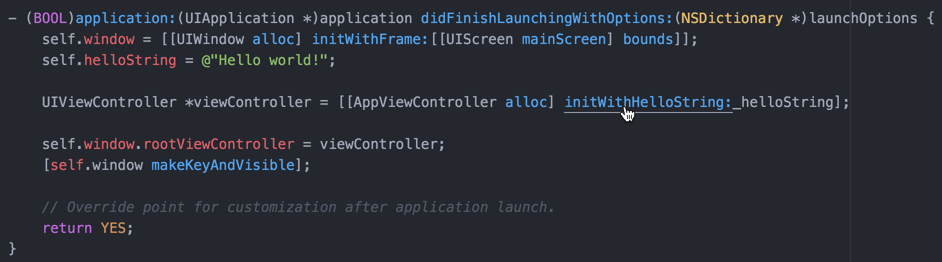 - (BOOL)application:(UIApplication *)application didFinishLaunchingWithOptions:(NSDictionary *)launchOptions {
    self.window = [[UIWindow alloc] initWithFrame:[[UIScreen mainScreen] bounds]];
    self.helloString = @"Hello world!";

    UIViewController *viewController = [[AppViewController alloc] initWithHelloString:_helloString];

    self.window.rootViewController = viewController;
    [self.window makeKeyAndVisible];

    // Override point for customization after application launch.
    return YES;
}